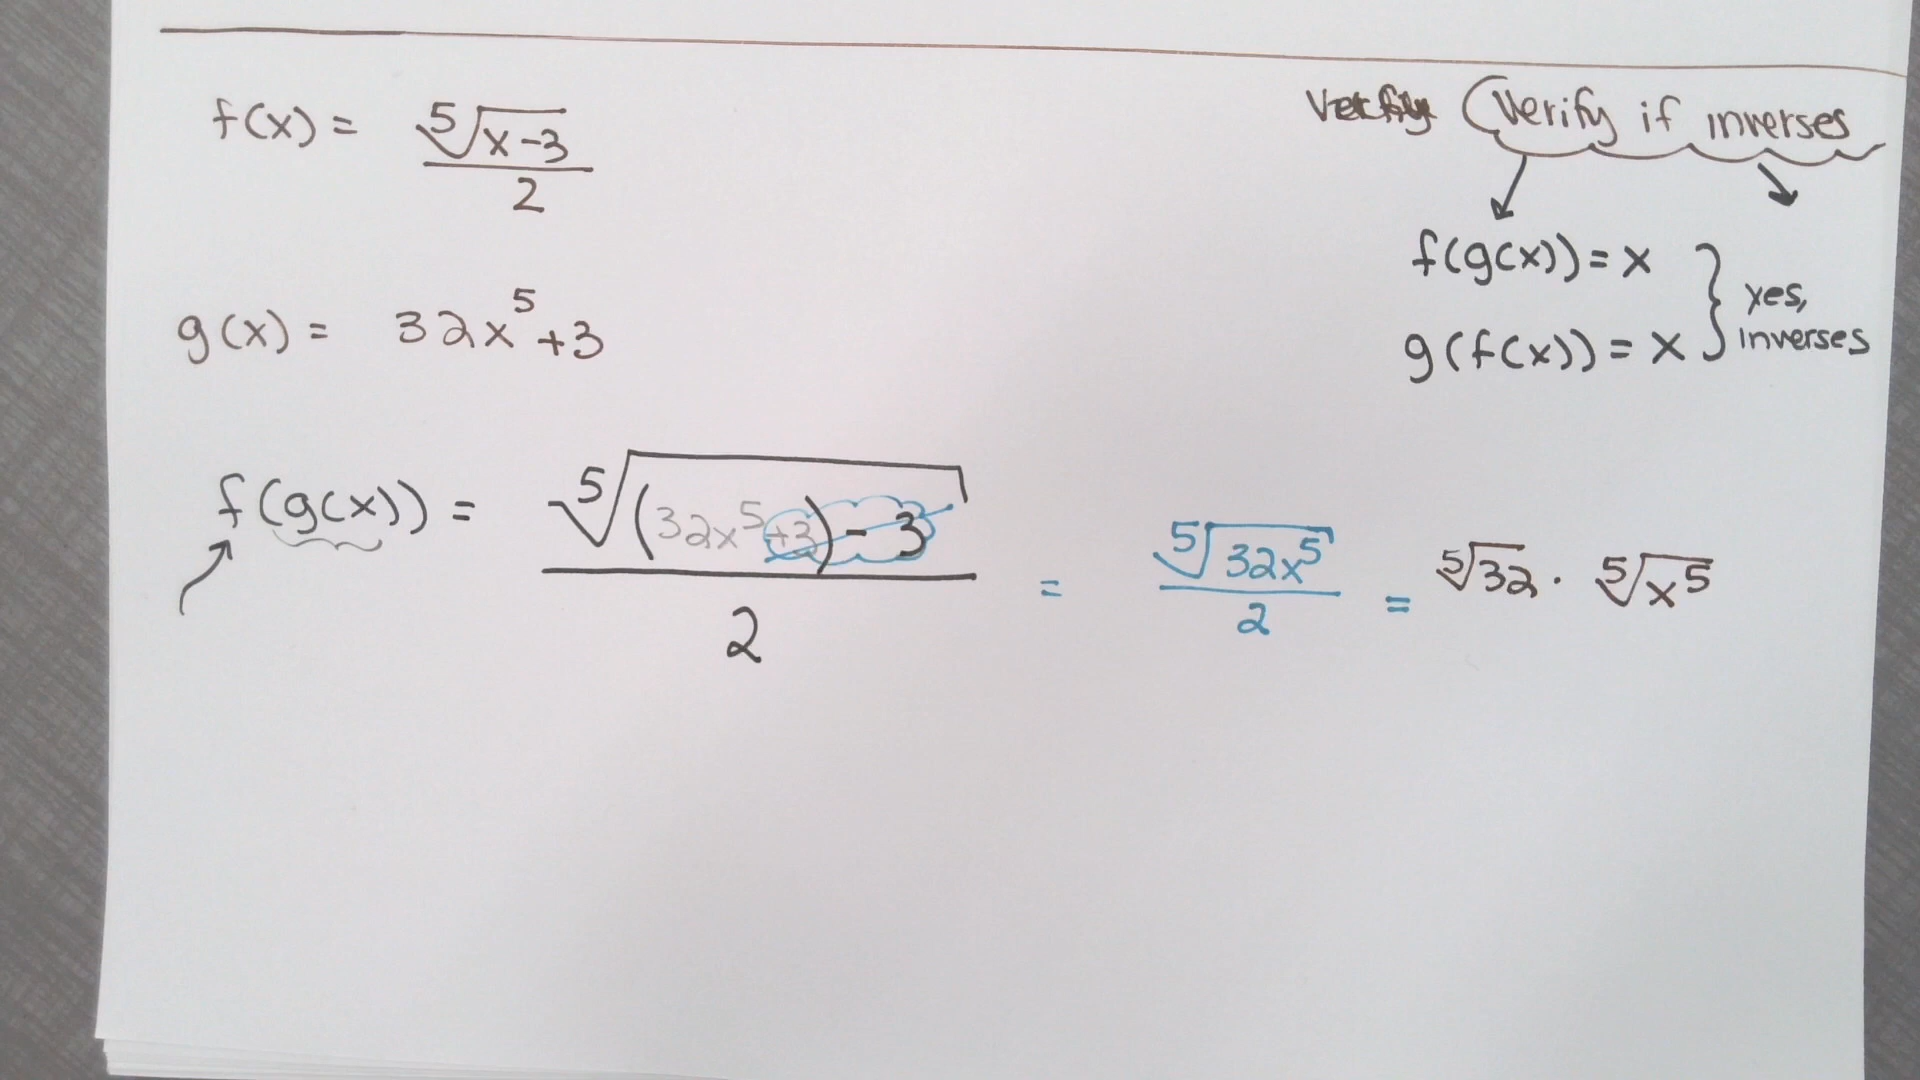 Verify Verify if inverses
f(x) = ⁵√(x-3) / 2
f(g(x)) = x
g(f(x)) = x
yes,
inverses
g(x) = 32x⁵+3
f(g(x)) = ⁵√((32x⁵+3) - 3) / 2 = ⁵√(32x⁵) / 2 = ⁵√32 · ⁵√x⁵